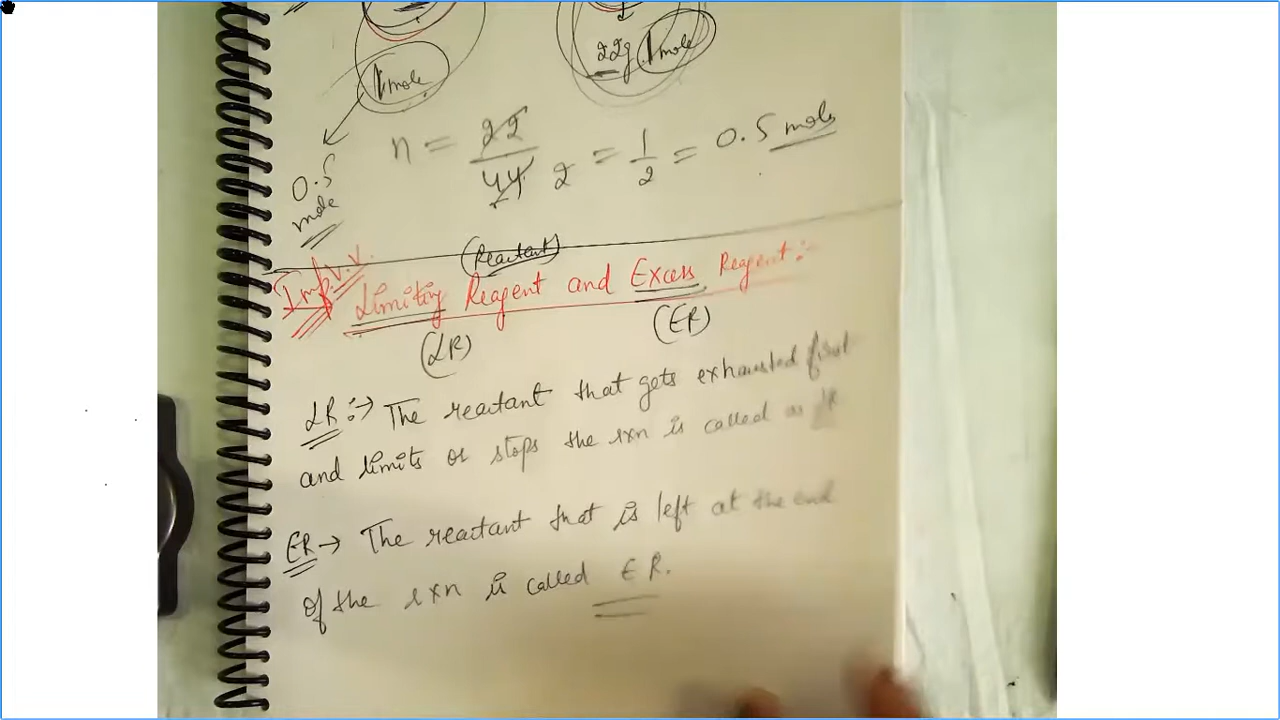 1 mole
22g 1 mole
0.5
mole
n = 22/44 2 = 1/2 = 0.5 mole
(Reactant)
Imp. V.V.
Limiting Reagent and Excess Reagent :-
(LR) (ER)
LR :→ The reactant that gets exhausted first
and limits or stops the rxn is called as LR
ER → The reactant that is left at the end
of the rxn is called ER.